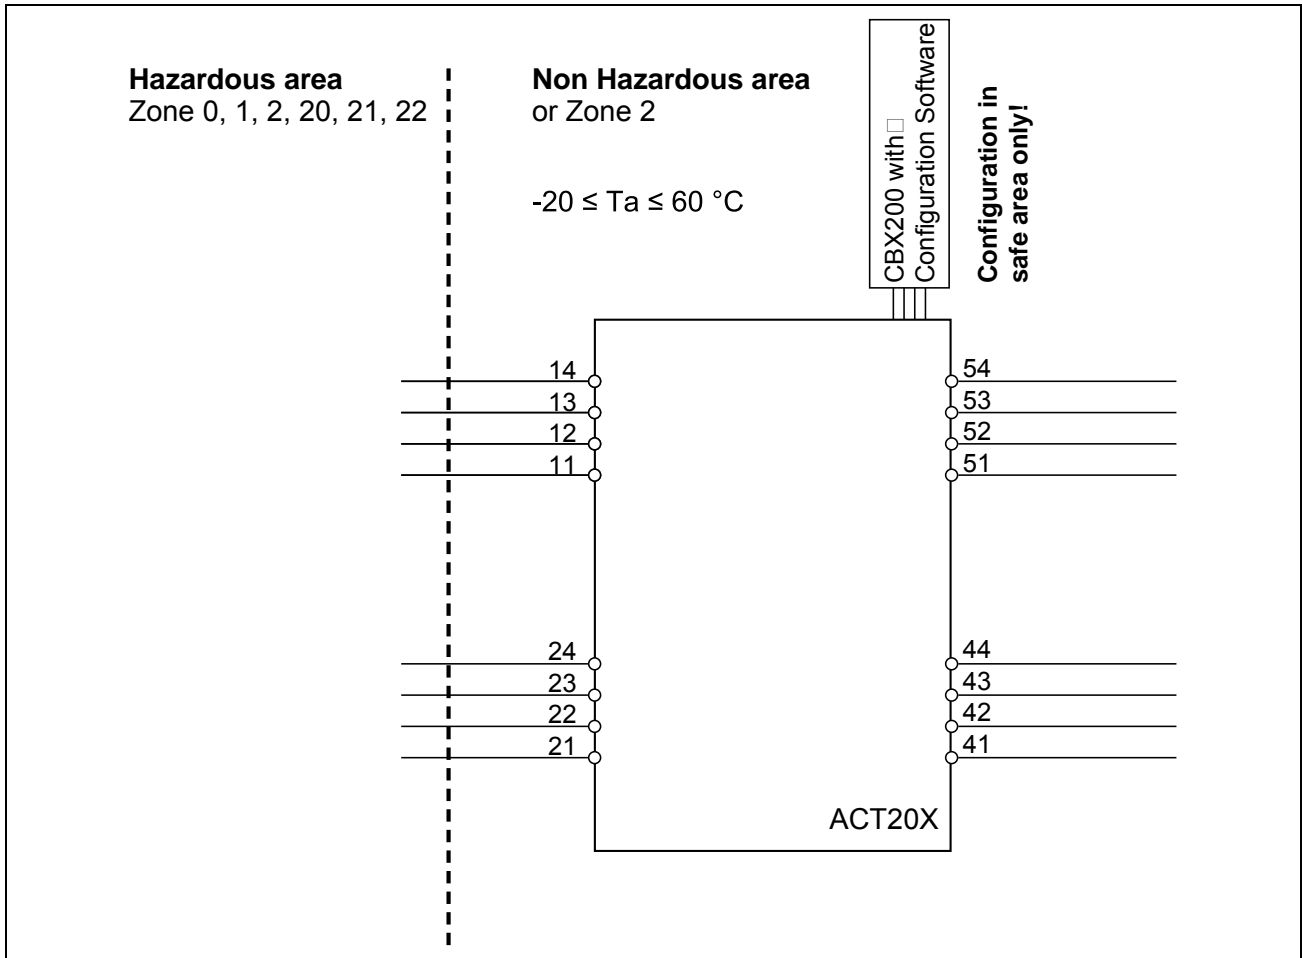 Hazardous area
Zone 0, 1, 2, 20, 21, 22
Non Hazardous area
or Zone 2
-20 ≤ Ta ≤ 60 °C
CBX200 with□
Configuration Software
Configuration in
safe area only!
14
13
12
11
24
23
22
21
54
53
52
51
44
43
42
41
ACT20X